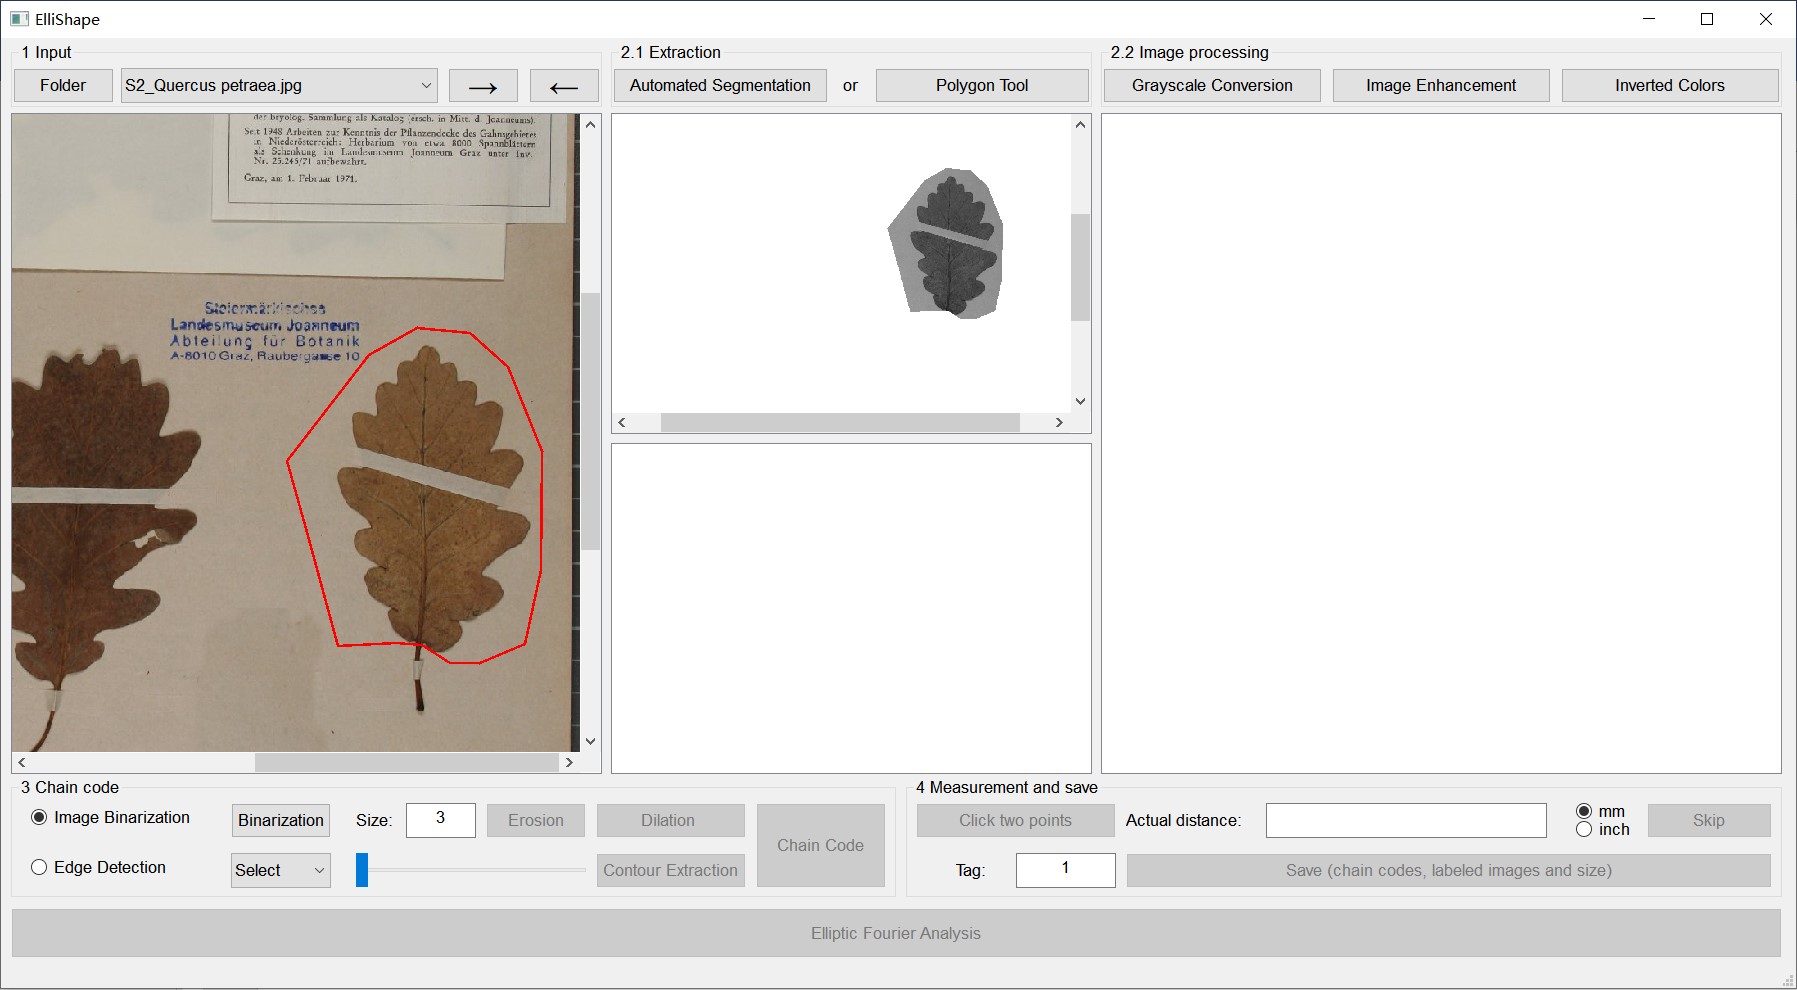 ElliShape
1 Input
Folder
S2_Quercus petraea.jpg
→
←
2.1 Extraction
Automated Segmentation
or
Polygon Tool
2.2 Image processing
Grayscale Conversion
Image Enhancement
Inverted Colors
der bryolog. Sammlung als Katalog (ersch. in Mitt. d. Joanneums).
Seit 1948 Arbeiten zur Kenntnis der Pflanzendecke des Gahnsgebietes
in Niederösterreich; Herbarium von etwa 8000 Spannblättern
als Schenkung im Landesmuseum Joanneum Graz unter Inv.
Nr. 25.245/71 aufbewahrt.
Graz, am 1. Februar 1971.
Steiermärkisches
Landesmuseum Joanneum
Abteilung für Botanik
A-8010 Graz, Raubergasse 10
3 Chain code
Image Binarization
Binarization
Size:
3
Erosion
Dilation
Chain Code
Edge Detection
Select
Contour Extraction
4 Measurement and save
Click two points
Actual distance:
mm
inch
Skip
Tag:
1
Save (chain codes, labeled images and size)
Elliptic Fourier Analysis